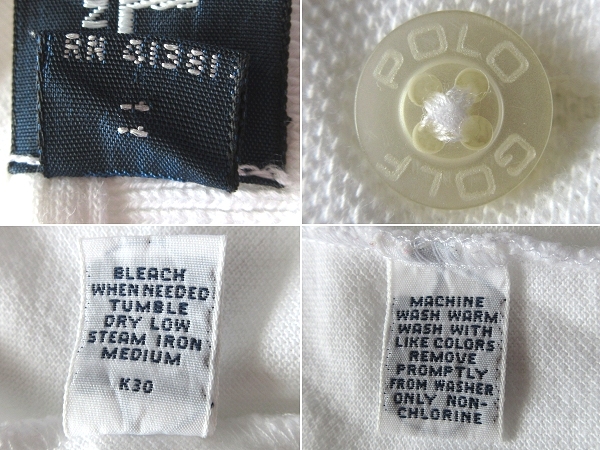 RN 41381
POLO
GOLF
BLEACH
WHEN NEEDED
TUMBLE
DRY LOW
STEAM IRON
MEDIUM
K30
MACHINE
WASH WARM
WASH WITH
LIKE COLORS
REMOVE
PROMPTLY
FROM WASHER
ONLY NON-
CHLORINE